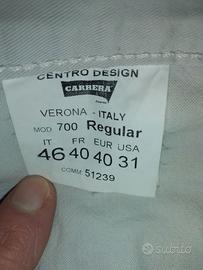 CENTRO DESIGN
CARRERA
VERONA - ITALY
MOD 700 Regular
IT FR EUR USA
46 40 40 31
COMM 51239
subito